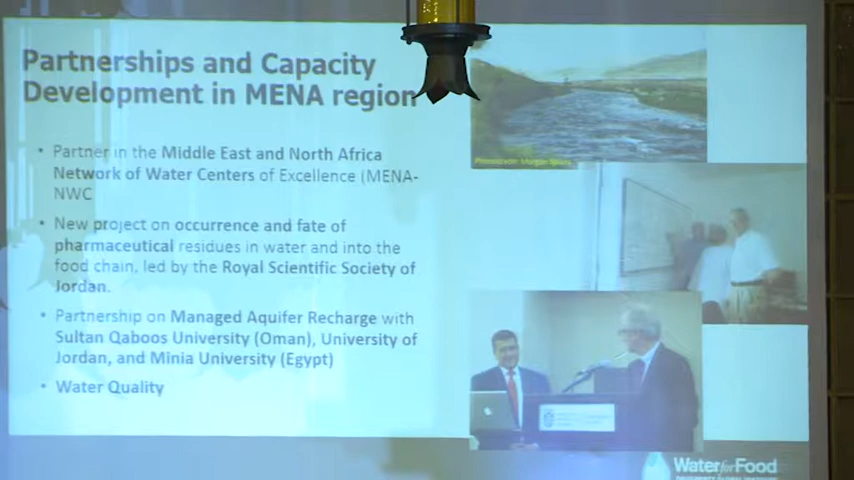 Partnerships and Capacity
Development in MENA region
• Partner in the Middle East and North Africa
Network of Water Centers of Excellence (MENA-
NWC
• New project on occurrence and fate of
pharmaceutical residues in water and into the
food chain, led by the Royal Scientific Society of
Jordan.
• Partnership on Managed Aquifer Recharge with
Sultan Qaboos University (Oman), University of
Jordan, and Minia University (Egypt)
• Water Quality
Water for Food